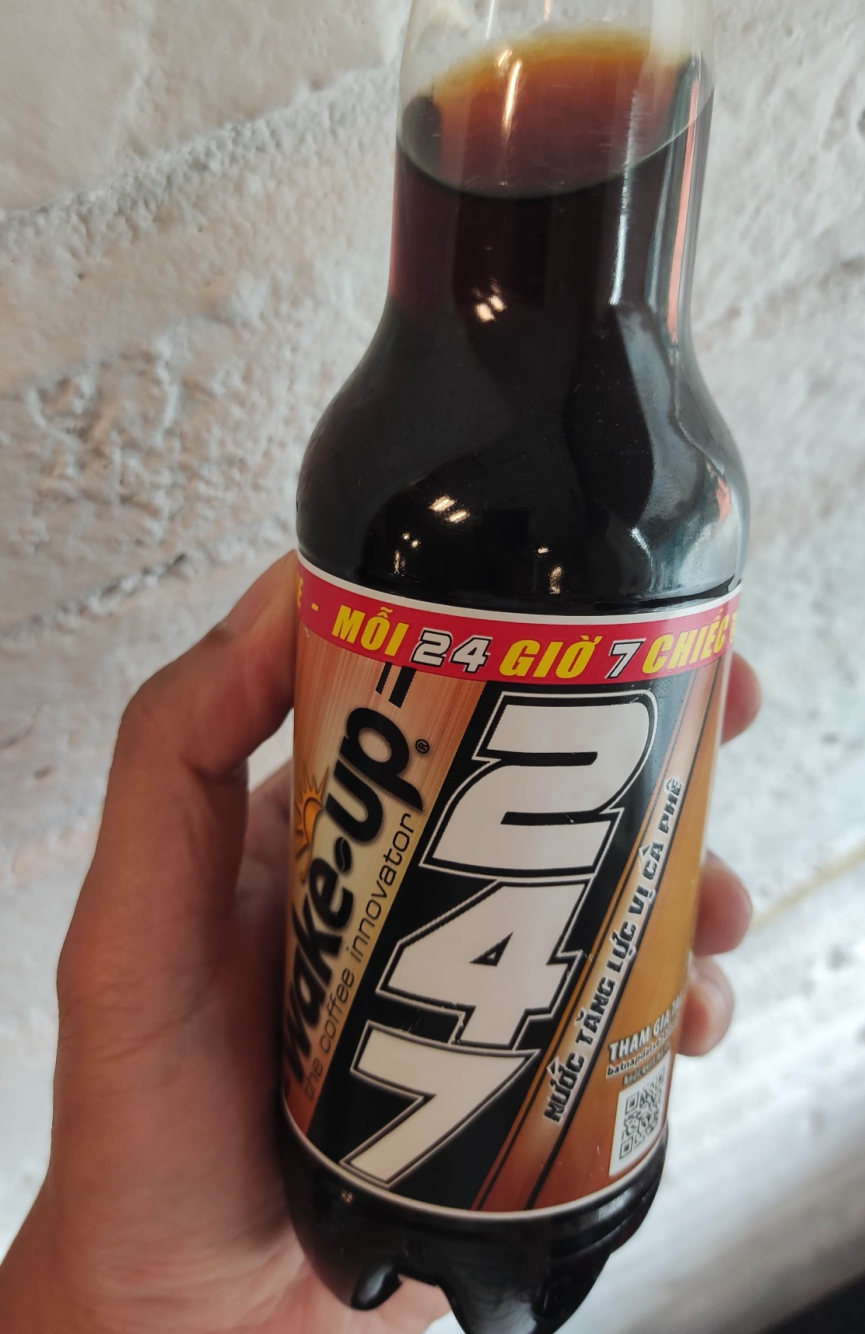 - MỖI 24 GIỜ 7 CHIẾC
wake-up®
the coffee innovator
247
NƯỚC TĂNG LỰC VỊ CÀ PHÊ
THAM GIA